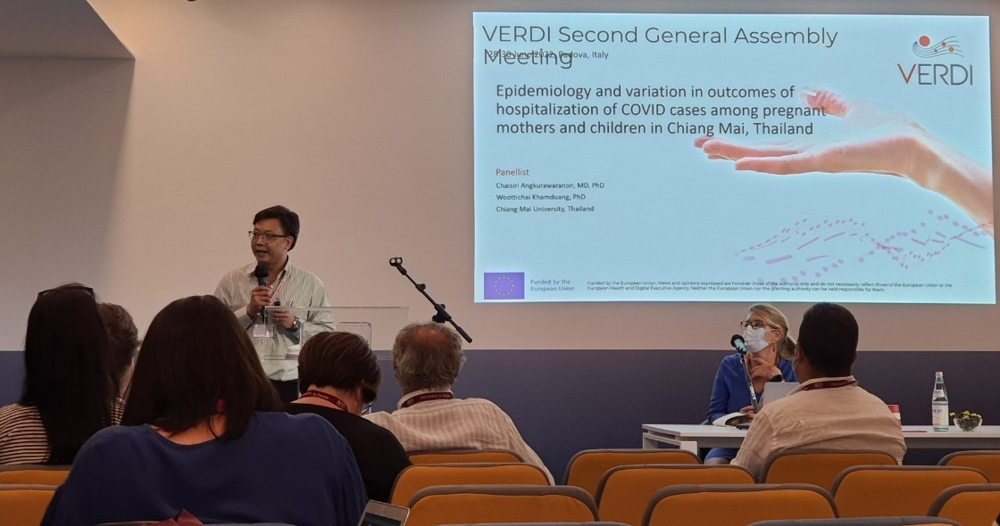 VERDI Second General Assembly
Meeting
28-30 June 2022, Padova, Italy
VERDI
Epidemiology and variation in outcomes of
hospitalization of COVID cases among pregnant
mothers and children in Chiang Mai, Thailand
Panellist
Chaisiri Angkurawaranon, MD, PhD
Woottichai Khamduang, PhD
Chiang Mai University, Thailand
Funded by the
European Union
Funded by the European Union. Views and opinions expressed are however those of the author(s) only and do not necessarily reflect those of the European Union or the
European Health and Digital Executive Agency. Neither the European Union nor the granting authority can be held responsible for them.